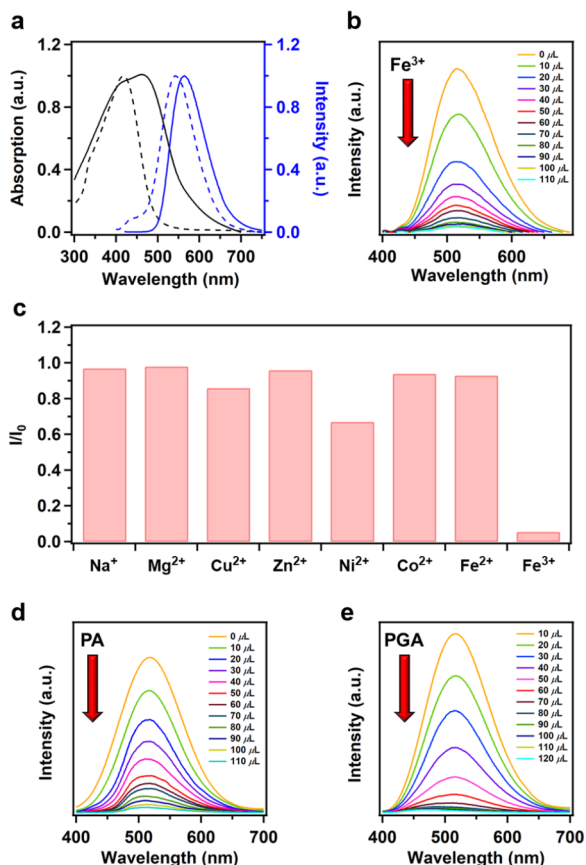 a
1.2
1.2
0.8
0.8
0.4
0.4
0.0
0.0
Absorption (a.u.)
Intensity (a.u.)
300 400 500 600 700
Wavelength (nm)
b
Fe³⁺
0 μL
10 μL
20 μL
30 μL
40 μL
50 μL
60 μL
70 μL
80 μL
90 μL
100 μL
110 μL
Intensity (a.u.)
400 500 600
Wavelength (nm)
c
1.2
1.0
0.8
0.6
0.4
0.2
0.0
I/I₀
Na⁺ Mg²⁺ Cu²⁺ Zn²⁺ Ni²⁺ Co²⁺ Fe²⁺ Fe³⁺
d
PA
0 μL
10 μL
20 μL
30 μL
40 μL
50 μL
60 μL
70 μL
80 μL
90 μL
100 μL
110 μL
Intensity (a.u.)
400 500 600 700
Wavelength (nm)
e
PGA
10 μL
20 μL
30 μL
40 μL
50 μL
60 μL
70 μL
80 μL
90 μL
100 μL
110 μL
120 μL
Intensity (a.u.)
400 500 600 700
Wavelength (nm)